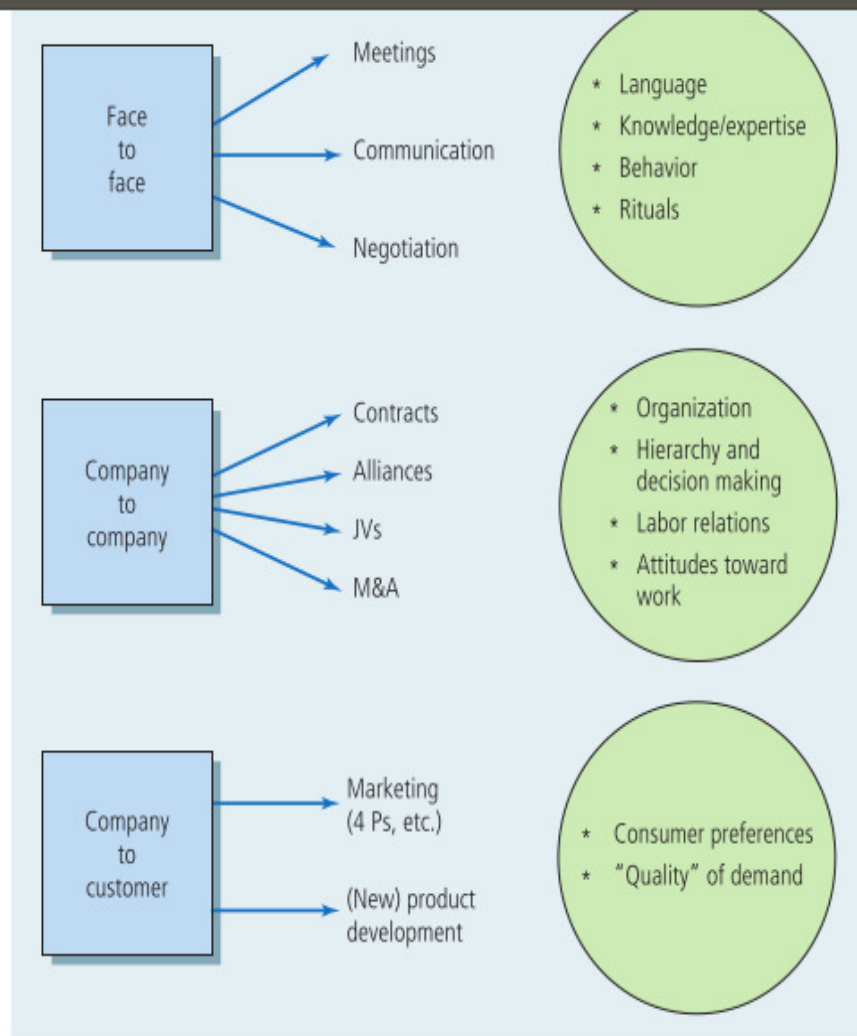 Face
to
face
Meetings
Communication
Negotiation
* Language
* Knowledge/expertise
* Behavior
* Rituals
Company
to
company
Contracts
Alliances
JVs
M&A
* Organization
* Hierarchy and
decision making
* Labor relations
* Attitudes toward
work
Company
to
customer
Marketing
(4 Ps, etc.)
(New) product
development
* Consumer preferences
* "Quality" of demand